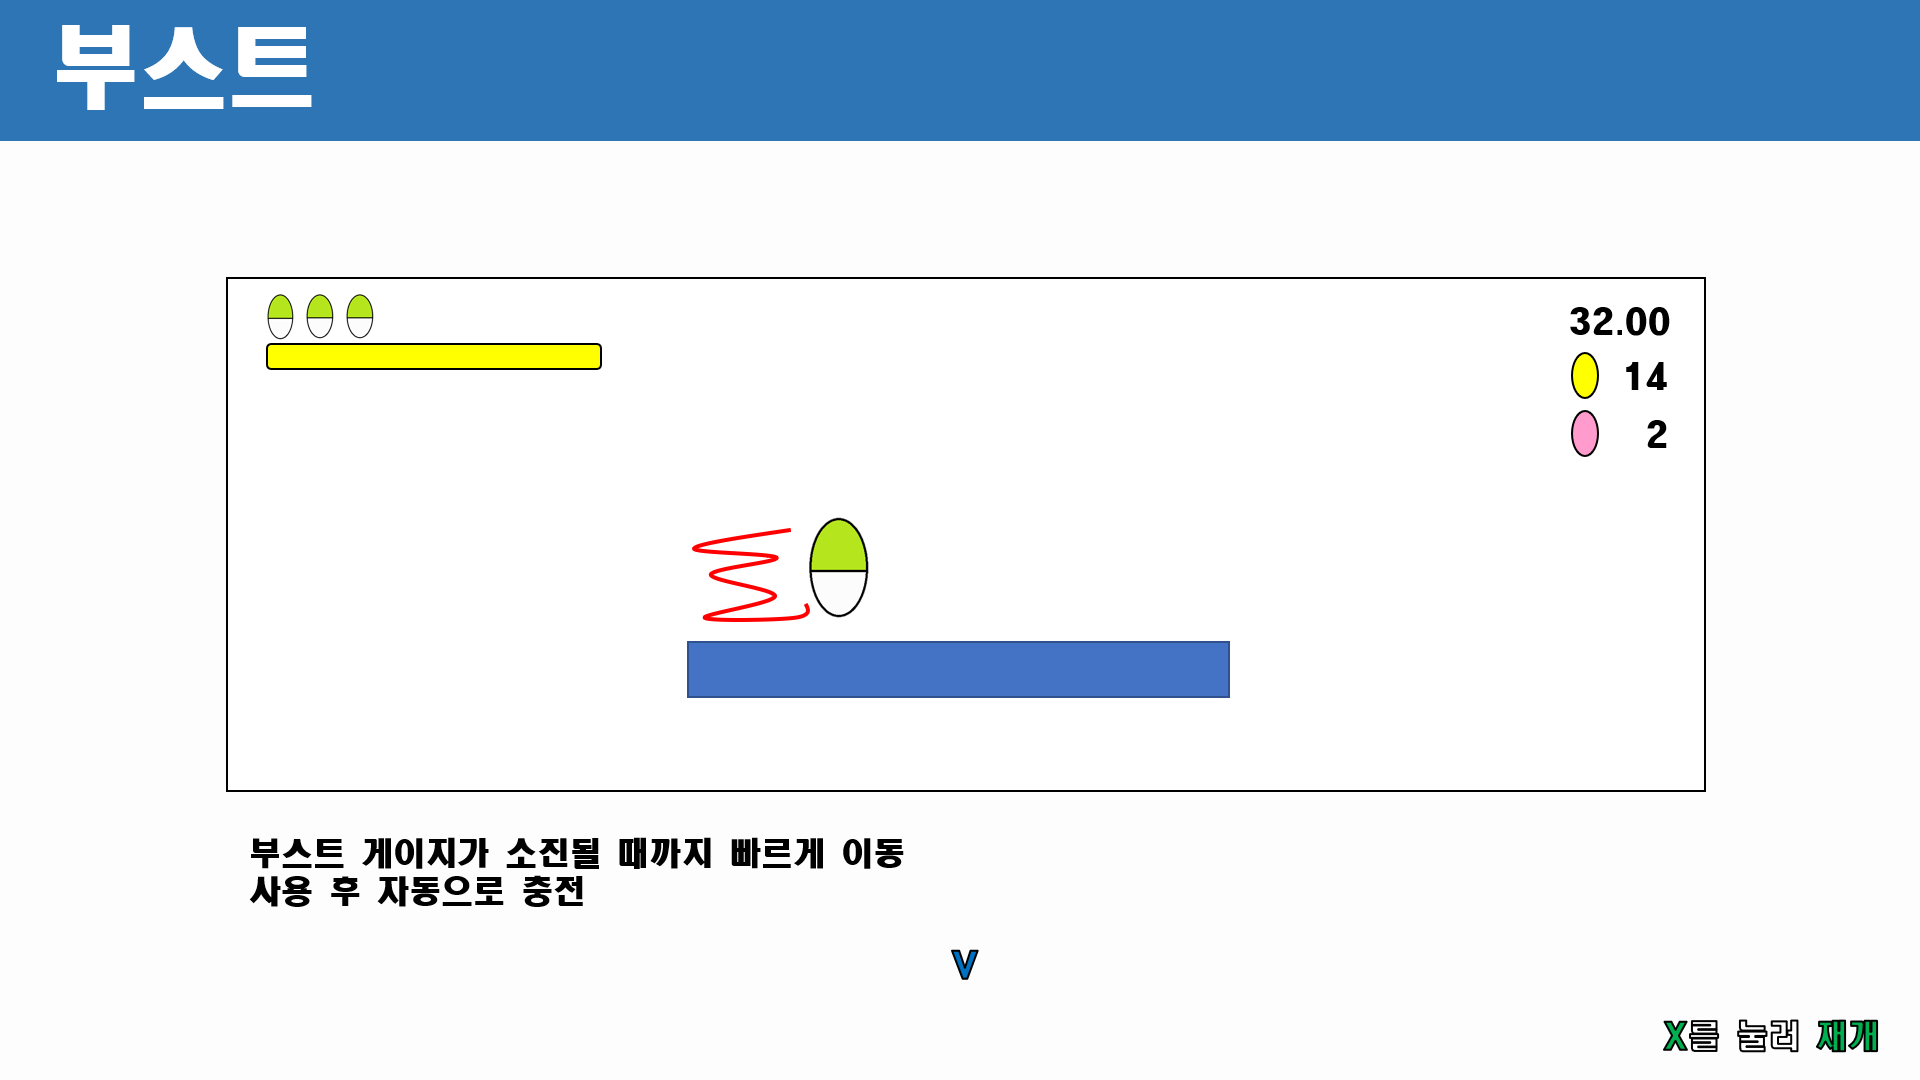 부스트
32.00
14
2
부스트 게이지가 소진될 때까지 빠르게 이동
사용 후 자동으로 충전
V
X를 눌러 재개